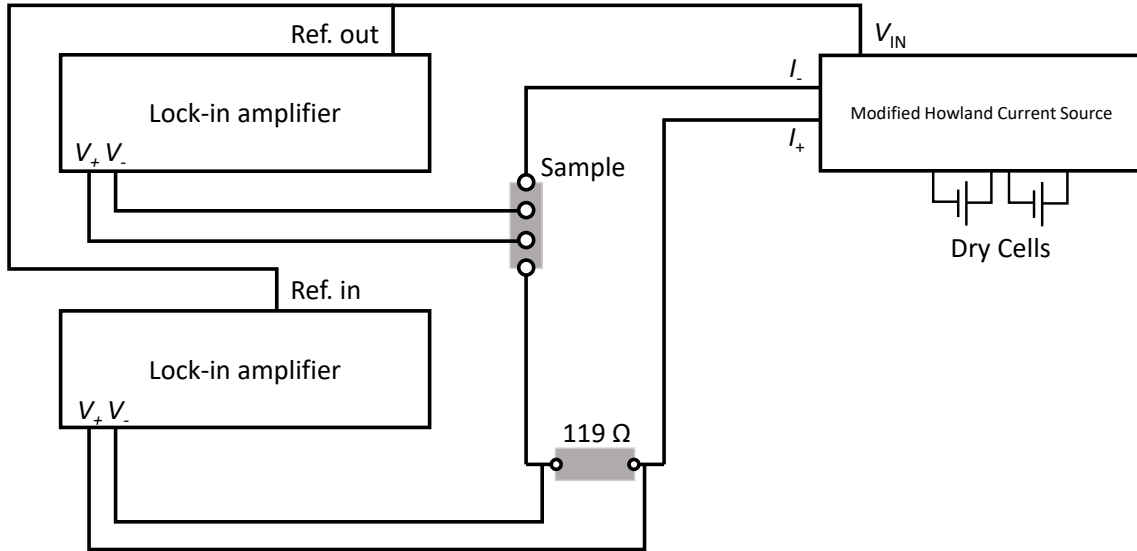 Ref. out
V_IN
Lock-in amplifier
V_+ V_-
I_-
I_+
Modified Howland Current Source
Sample
Dry Cells
Ref. in
Lock-in amplifier
V_+ V_-
119 Ω